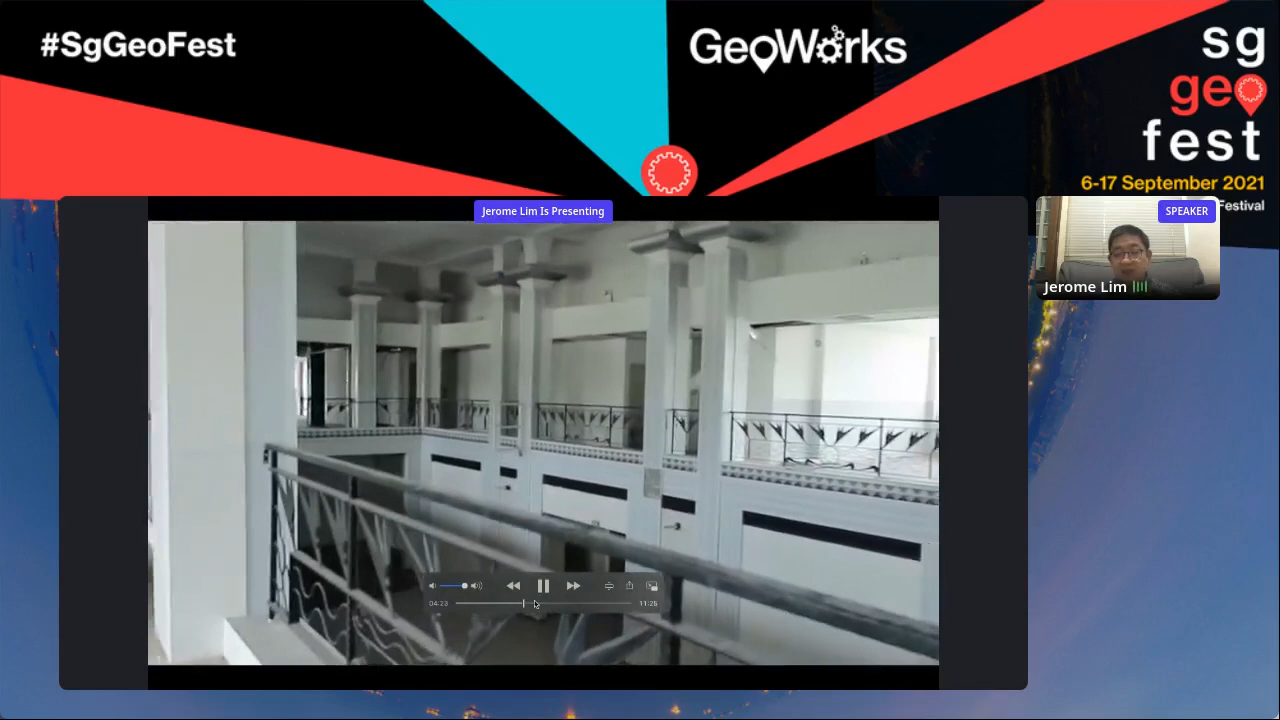 #SgGeoFest
GeoWorks
sg
geo
fest
6-17 September 2021
Festival
Jerome Lim Is Presenting
SPEAKER
Jerome Lim
04:23
11:26